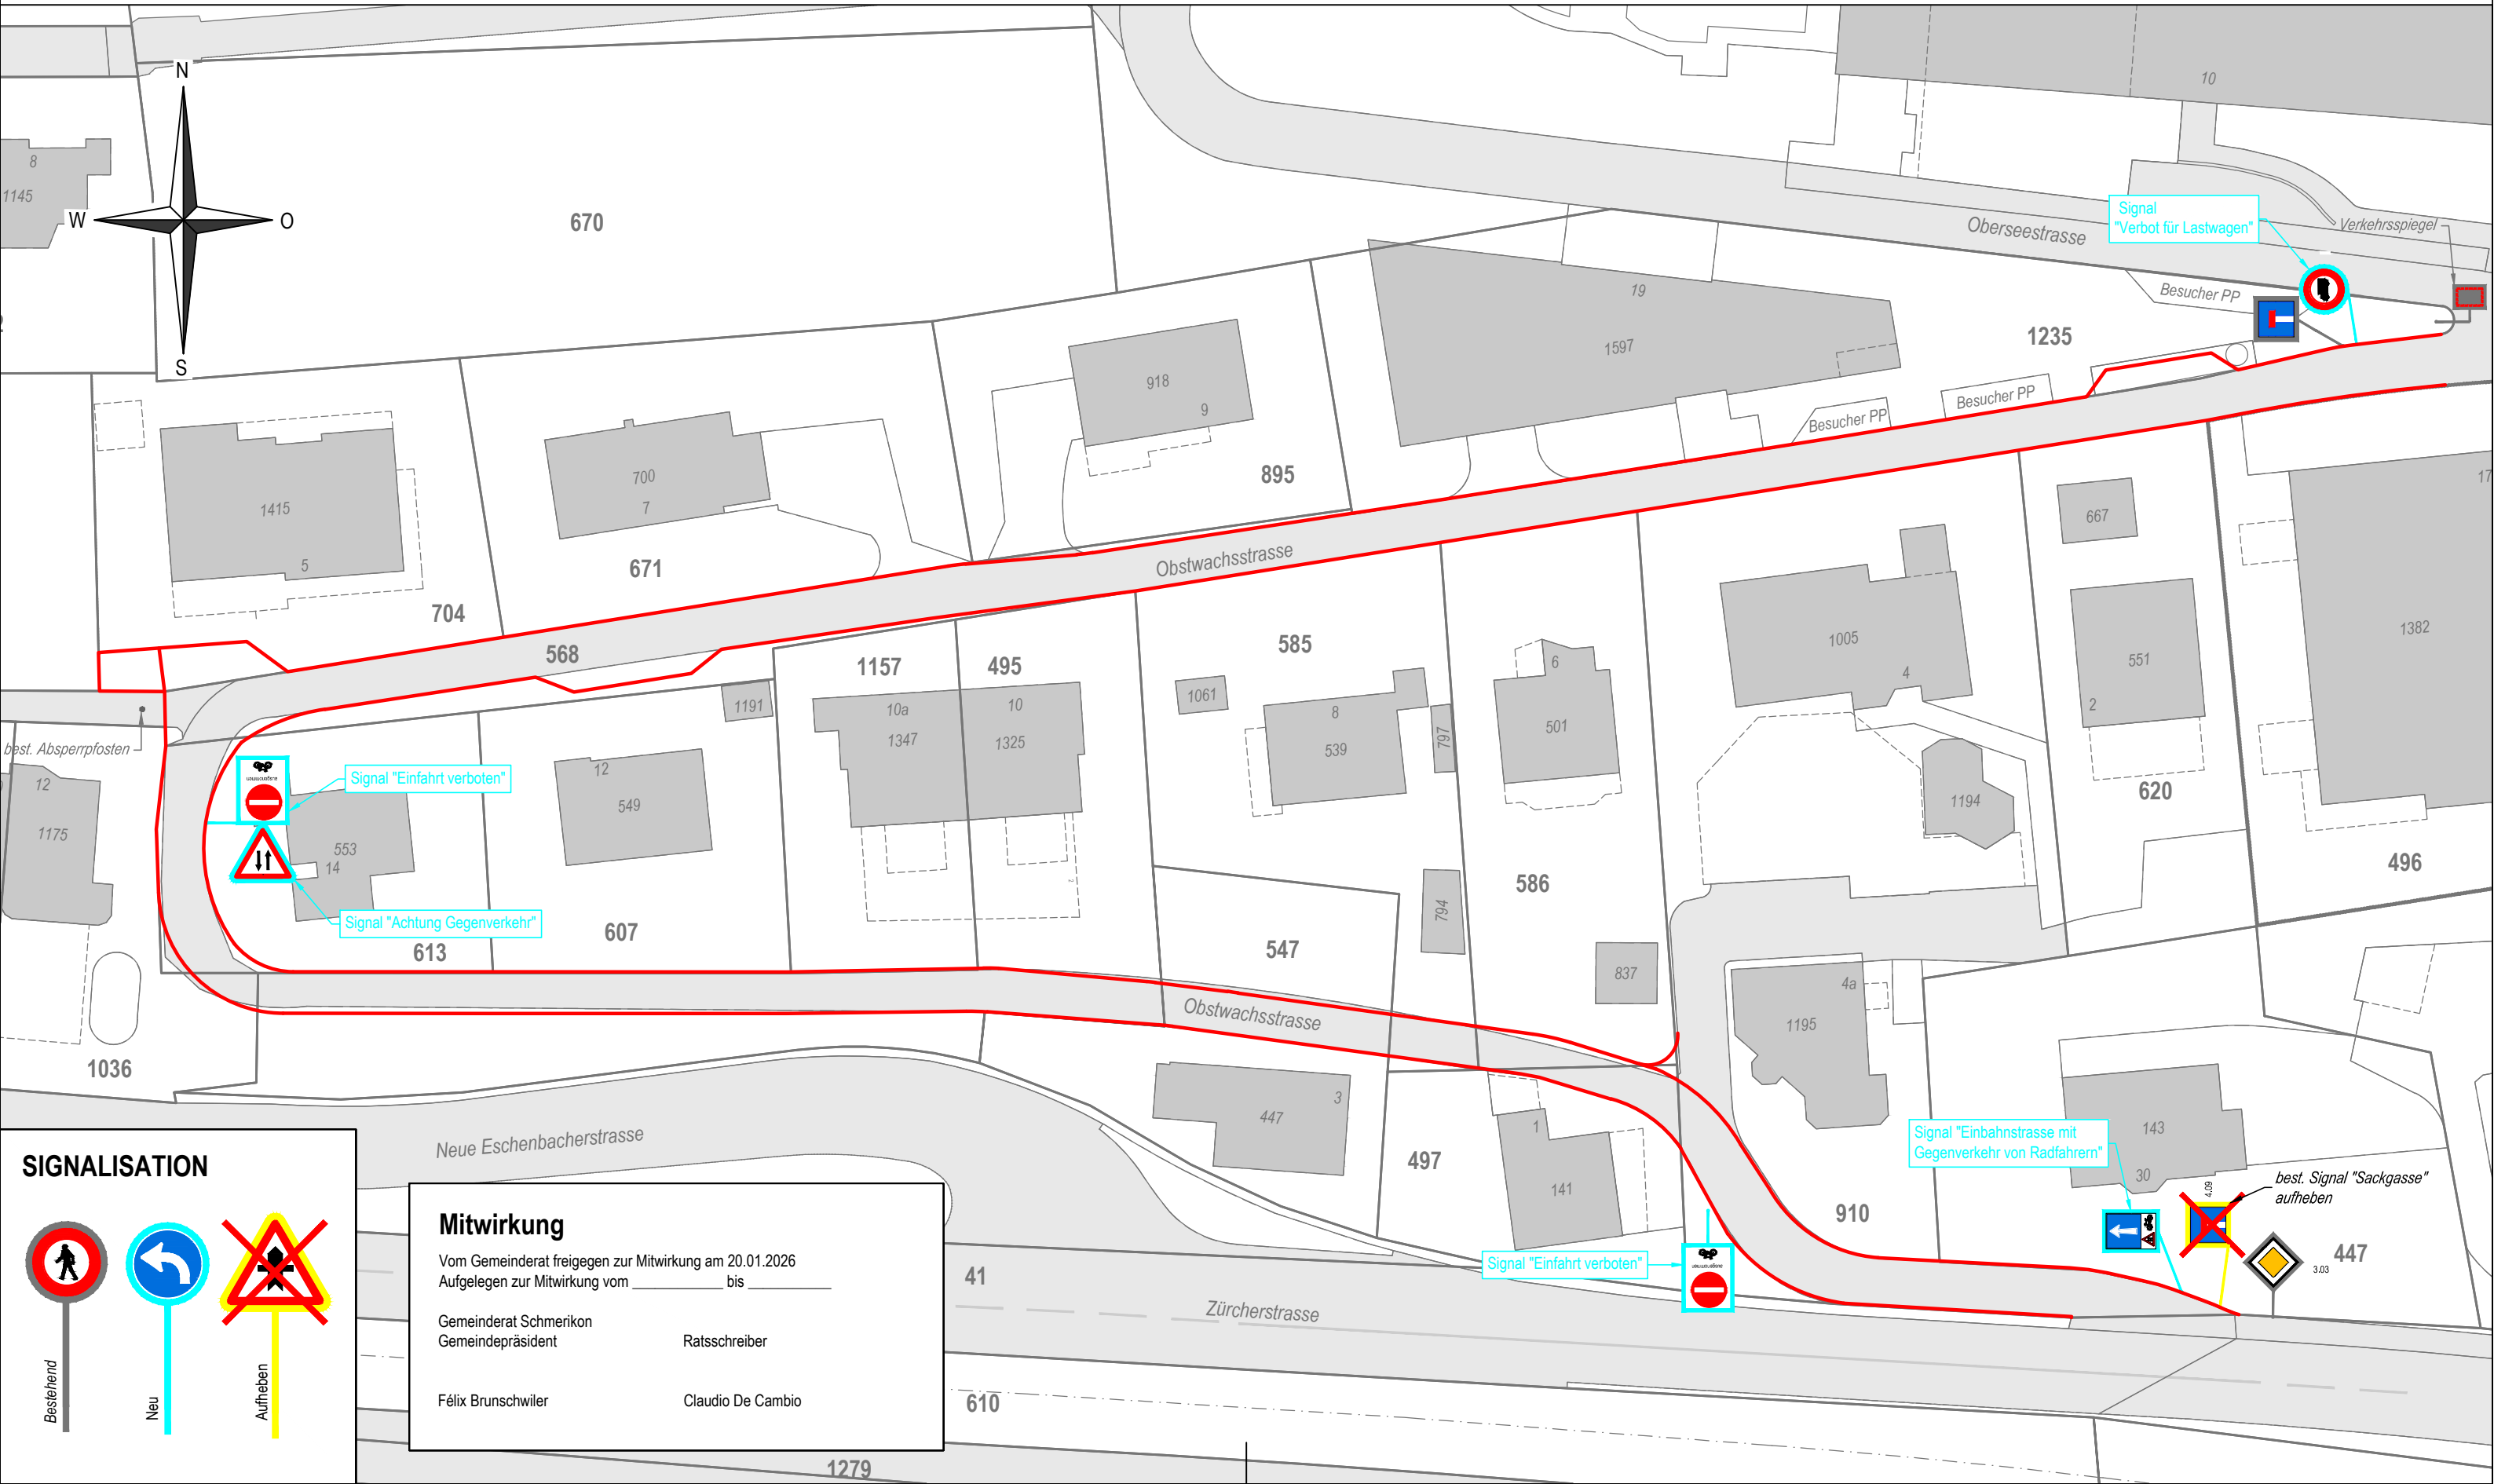 N
W
O
S
8
1145
670
10
Oberseestrasse
Signal
"Verbot für Lastwagen"
Verkehrsspiegel
Besucher PP
1235
19
1597
Besucher PP
Besucher PP
918
9
895
700
7
671
1415
5
704
Obstwachsstrasse
568
1157
495
585
667
17
1382
551
2
620
496
1005
4
1194
6
501
586
1061
8
539
797
794
837
547
10a
1347
10
1325
1191
best. Absperrpfosten
12
1175
Signal "Einfahrt verboten"
12
549
553
14
Signal "Achtung Gegenverkehr"
613
607
1036
Obstwachsstrasse
4a
1195
447
3
497
1
141
910
Signal "Einbahnstrasse mit
Gegenverkehr von Radfahrern"
143
30
4.09
best. Signal "Sackgasse"
aufheben
3.03
447
Signal "Einfahrt verboten"
Neue Eschenbacherstrasse
41
Zürcherstrasse
610
1279
SIGNALISATION
Bestehend
Neu
Aufheben
Mitwirkung
Vom Gemeinderat freigegen zur Mitwirkung am 20.01.2026
Aufgelegen zur Mitwirkung vom ____________ bis ___________
Gemeinderat Schmerikon
Gemeindepräsident Ratsschreiber
Félix Brunschwiler Claudio De Cambio